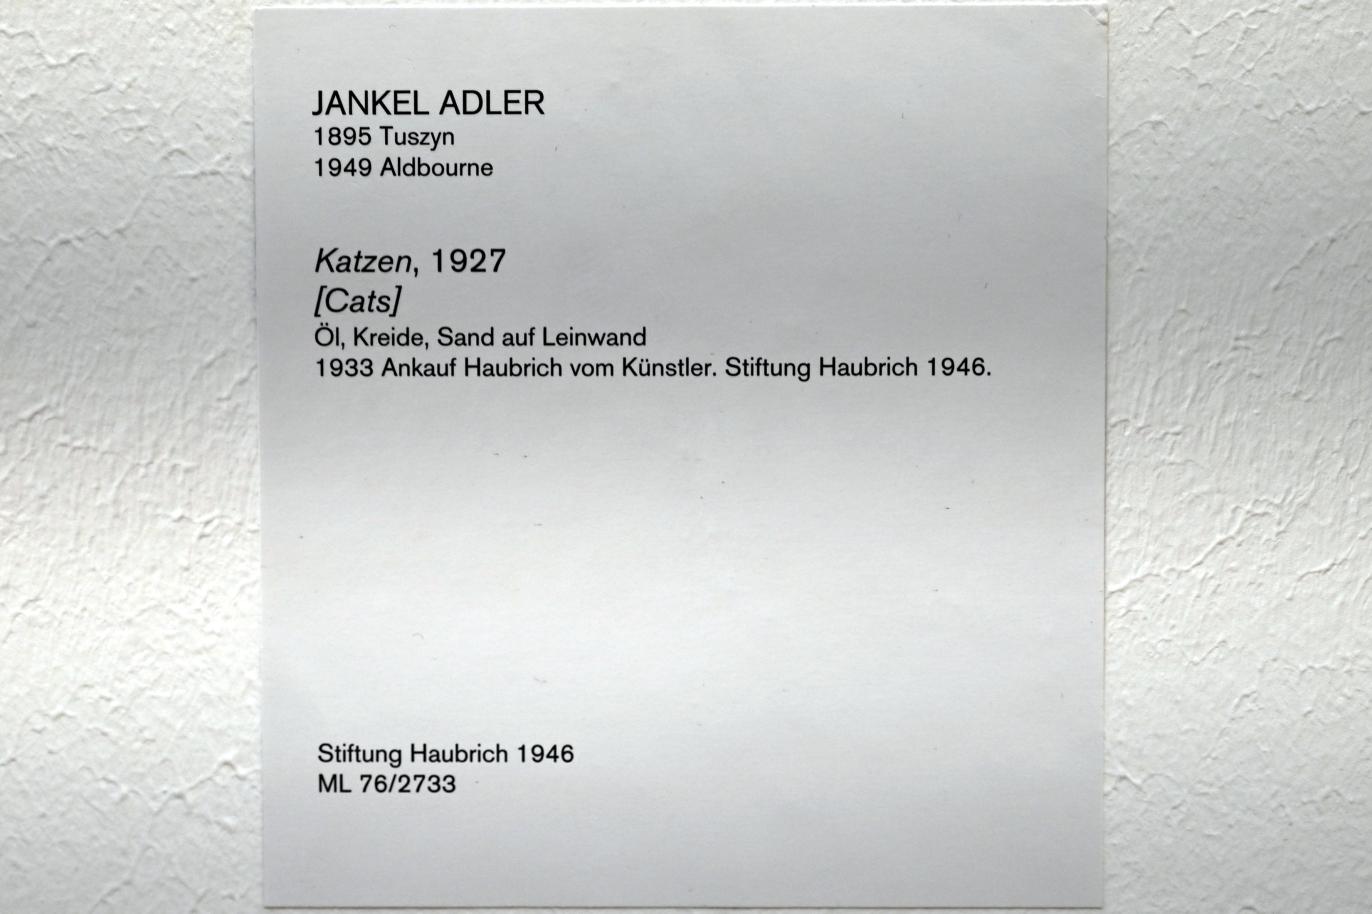 JANKEL ADLER
1895 Tuszyn
1949 Aldbourne
Katzen, 1927
[Cats]
Öl, Kreide, Sand auf Leinwand
1933 Ankauf Haubrich vom Künstler. Stiftung Haubrich 1946.
Stiftung Haubrich 1946
ML 76/2733